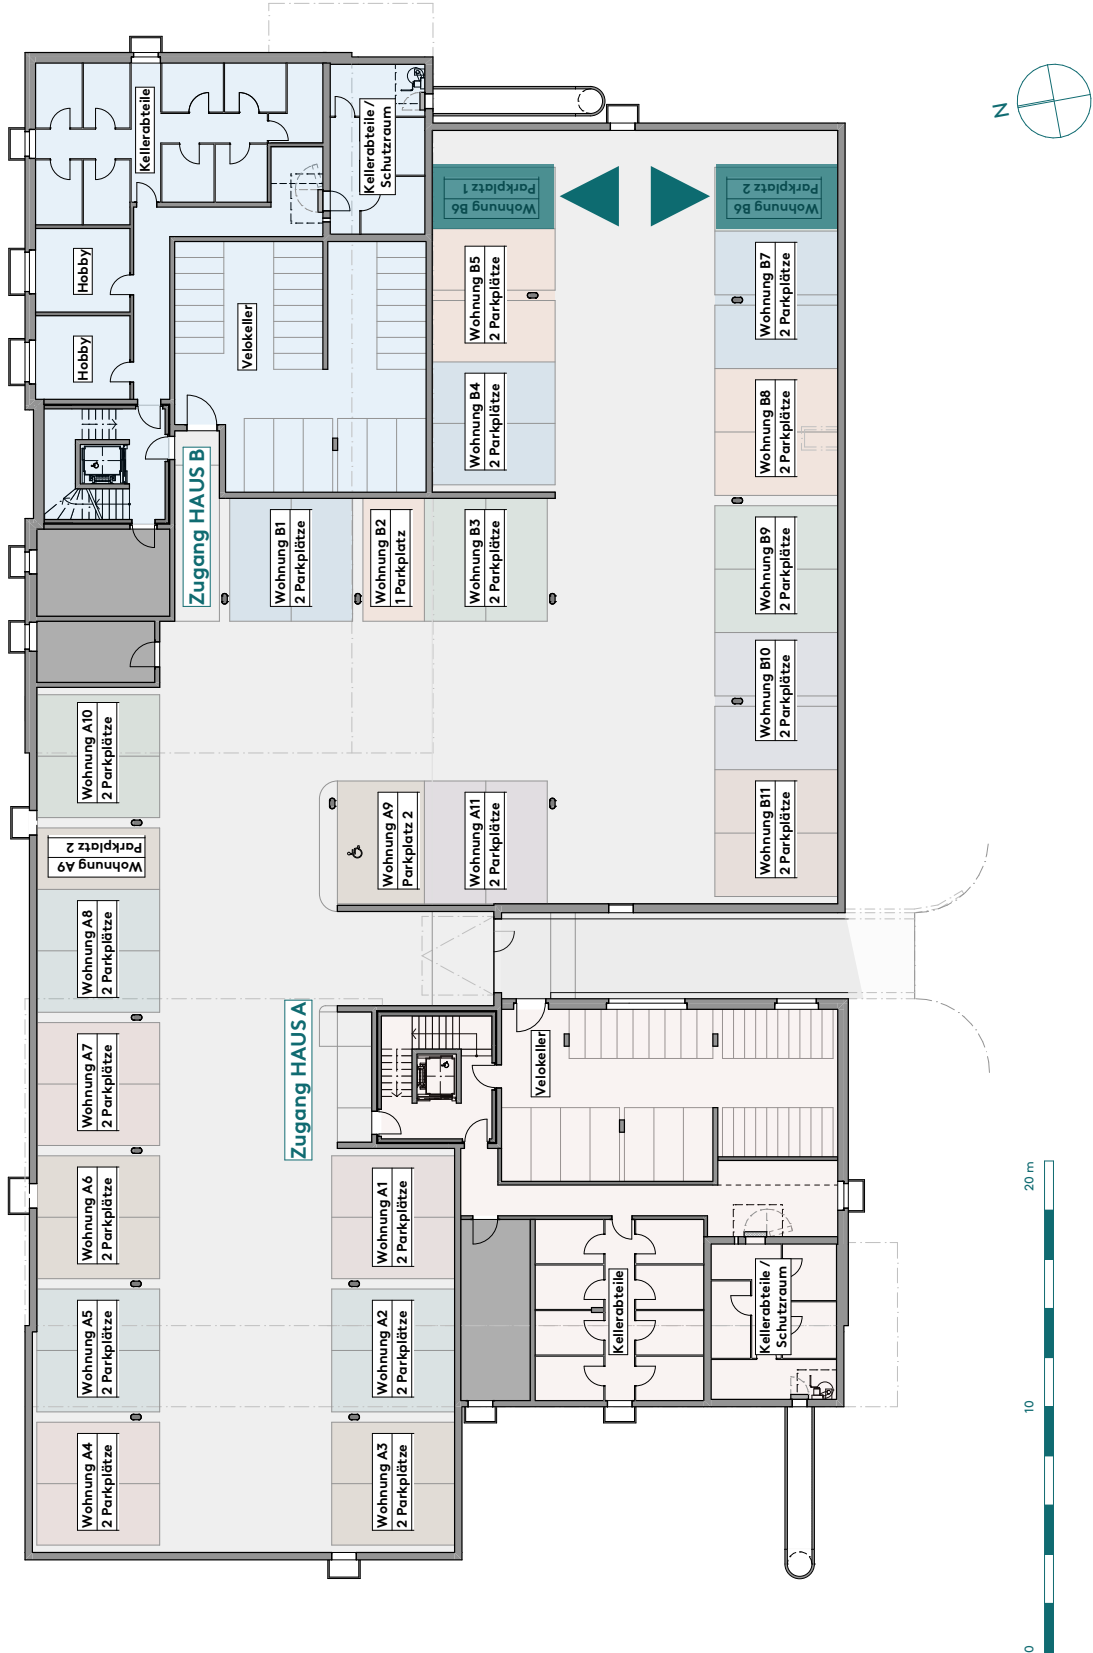 N
Kellerabteile
Kellerabteile /
Schutzraum
Wohnung B6
Parkplatz 1
Wohnung B6
Parkplatz 2
Hobby
Hobby
Velokeller
Wohnung B5
2 Parkplätze
Wohnung B7
2 Parkplätze
Wohnung B4
2 Parkplätze
Wohnung B8
2 Parkplätze
Zugang HAUS B
Wohnung B1
2 Parkplätze
Wohnung B2
1 Parkplatz
Wohnung B3
2 Parkplätze
Wohnung B9
2 Parkplätze
Wohnung B10
2 Parkplätze
Wohnung A10
2 Parkplätze
Wohnung A9
Parkplatz 2
Wohnung A9
Parkplatz 2
Wohnung A11
2 Parkplätze
Wohnung B11
2 Parkplätze
Wohnung A8
2 Parkplätze
Zugang HAUS A
Velokeller
Wohnung A7
2 Parkplätze
Wohnung A6
2 Parkplätze
Wohnung A1
2 Parkplätze
Wohnung A5
2 Parkplätze
Wohnung A2
2 Parkplätze
Kellerabteile
Kellerabteile /
Schutzraum
Wohnung A4
2 Parkplätze
Wohnung A3
2 Parkplätze
20 m
10
0